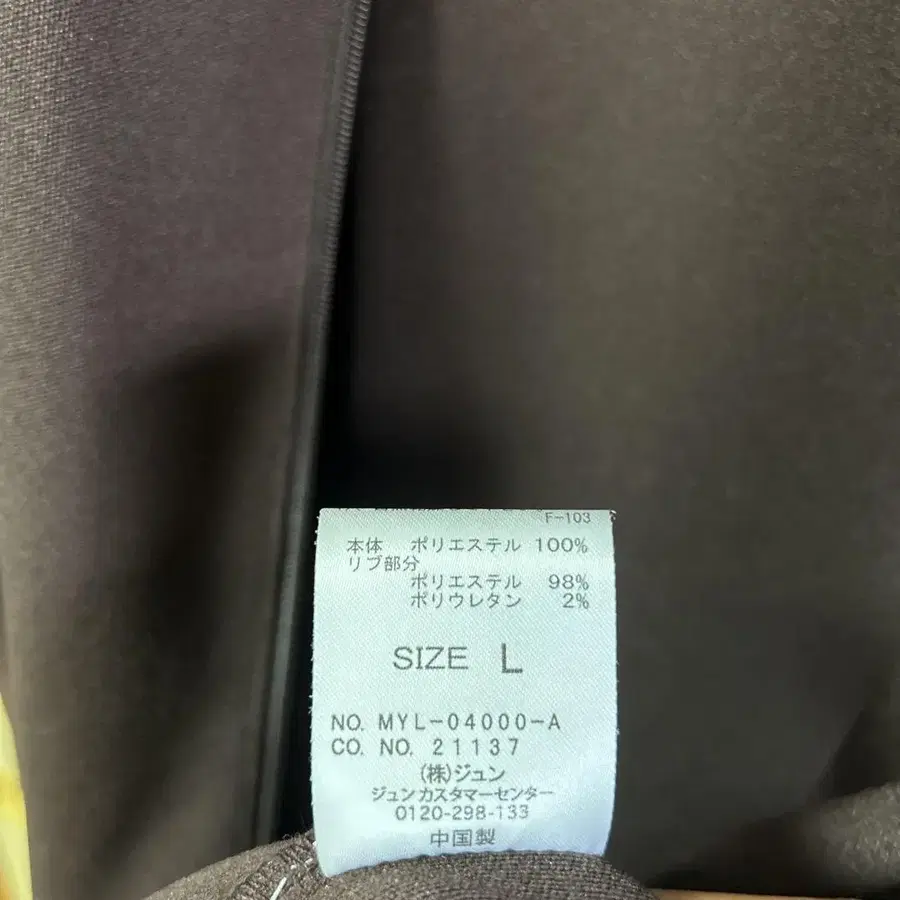 F-103
本体 ポリエステル 100%
リブ部分
ポリエステル 98%
ポリウレタン 2%
SIZE L
NO. MYL-04000-A
CO. NO. 21137
(株)ジュン
ジュンカスタマーセンター
0120-298-133
中国製